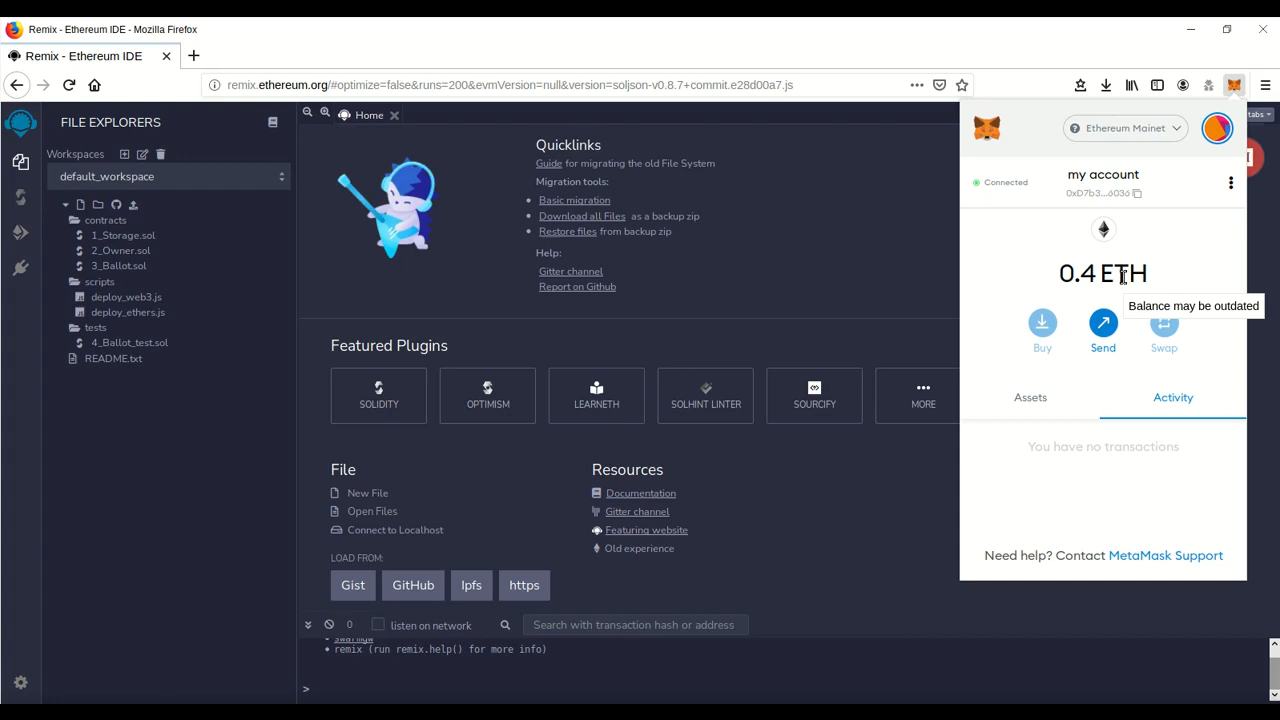 Remix - Ethereum IDE - Mozilla Firefox
Remix - Ethereum IDE
remix.ethereum.org/#optimize=false&runs=200&evmVersion=null&version=soljson-v0.8.7+commit.e28d00a7.js
FILE EXPLORERS
Workspaces
default_workspace
contracts
1_Storage.sol
2_Owner.sol
3_Ballot.sol
scripts
deploy_web3.js
deploy_ethers.js
tests
4_Ballot_test.sol
README.txt
Home
Quicklinks
Guide for migrating the old File System
Migration tools:
• Basic migration
• Download all Files as a backup zip
• Restore files from backup zip
Help:
Gitter channel
Report on Github
Featured Plugins
SOLIDITY
OPTIMISM
LEARNETH
SOLHINT LINTER
SOURCIFY
MORE
File
New File
Open Files
Connect to Localhost
LOAD FROM:
Gist
GitHub
Ipfs
https
Resources
Documentation
Gitter channel
Featuring website
Old experience
0
listen on network
Search with transaction hash or address
• swarmgw
• remix (run remix.help() for more info)
>
tabs
Ethereum Mainet
Connected
my account
0xD7b3...6036
0.4 ETH
Balance may be outdated
Buy
Send
Swap
Assets
Activity
You have no transactions
Need help? Contact MetaMask Support